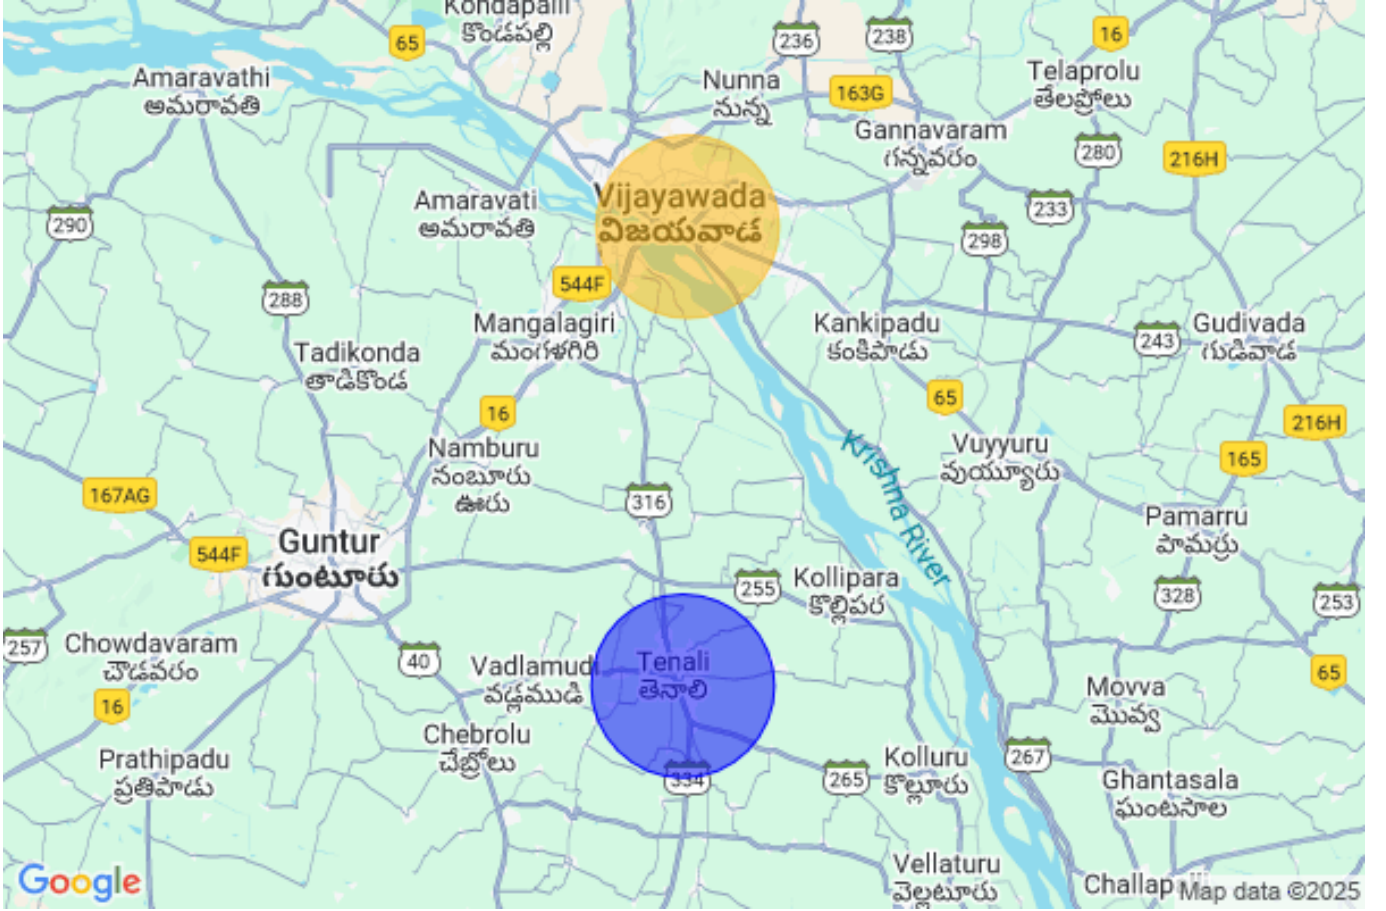 Kondapalli
కొండపల్లి
65
236
238
16
Amaravathi
అమరావతి
Nunna
నున్న
163G
Telaprolu
తేలప్రోలు
Gannavaram
గన్నవరం
280
216H
290
Amaravati
అమరావతి
Vijayawada
విజయవాడ
233
298
288
544F
Mangalagiri
మంగళగిరి
Kankipadu
కంకిపాడు
243
Gudivada
గుడివాడ
Tadikonda
తాడికొండ
16
65
216H
Namburu
నంబూరు
ఊరు
Krishna River
Vuyyuru
వుయ్యూరు
165
167AG
316
Pamarru
పామర్రు
544F
Guntur
గుంటూరు
255
Kollipara
కొల్లిపర
328
253
257
Chowdavaram
చౌడవరం
40
Vadlamudi
వడ్లమూడి
Tenali
తెనాలి
65
16
Movva
మొవ్వ
Chebrolu
చేబ్రోలు
Prathipadu
ప్రతిపాడు
334
265
Kolluru
కొల్లూరు
267
Ghantasala
ఘంటసాల
Vellaturu
వెల్లటూరు
Google
Map data ©2025